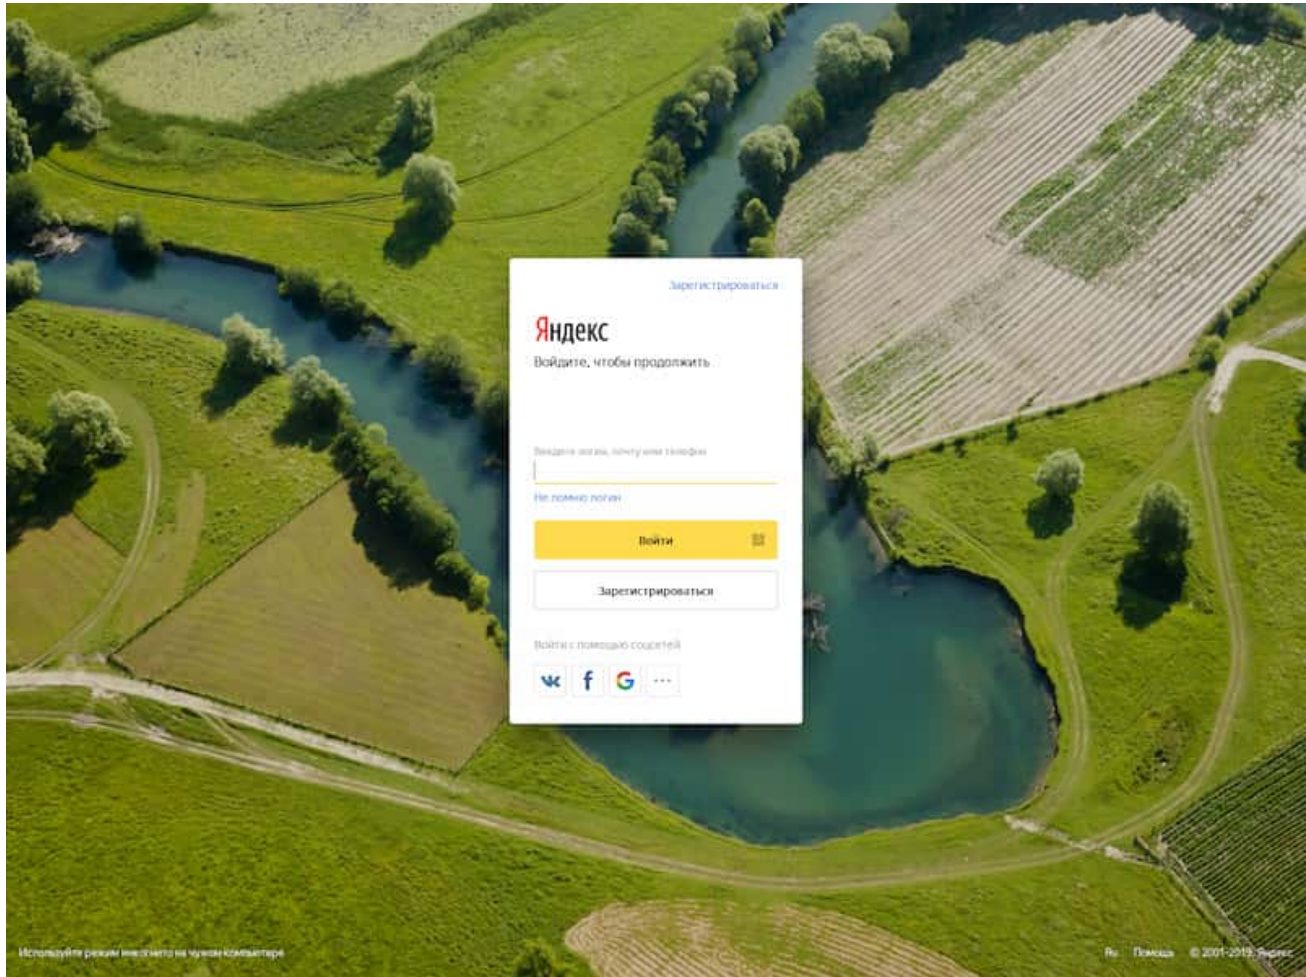 Зарегистрироваться
Яндекс
Войдите, чтобы продолжить
Введите логин, почту или телефон
Не помню логин
Войти
Зарегистрироваться
Войти с помощью соцсетей
f
G
Используйте режим инкогнито на чужом компьютере
Ru Помощь © 2001-2019, Яндекс